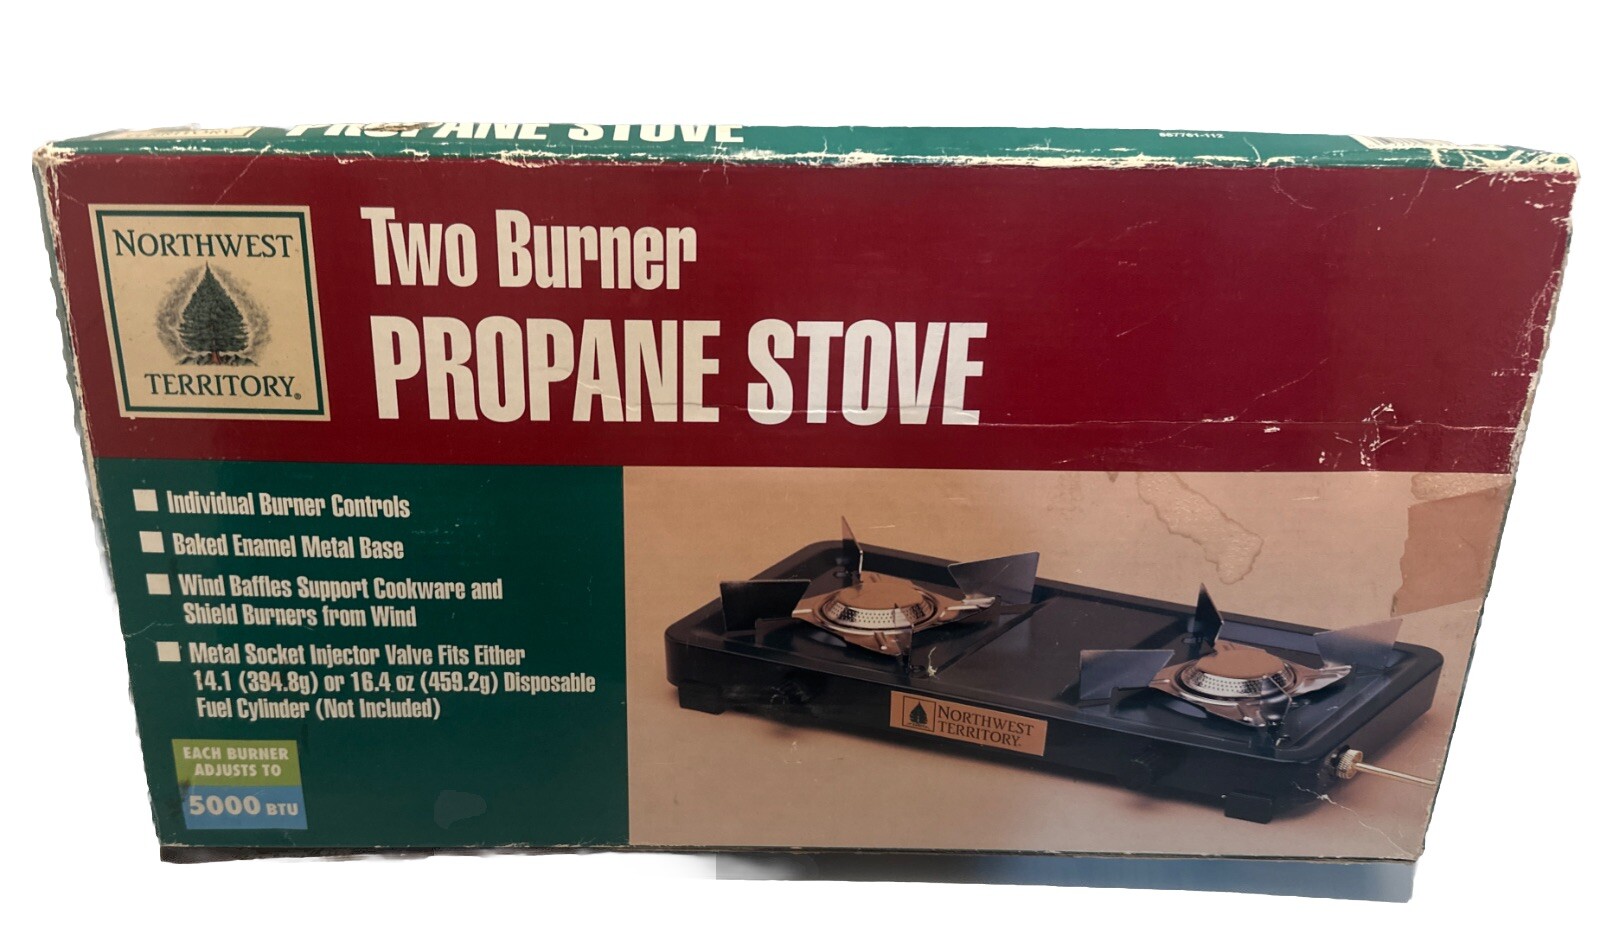 PROPANE STOVE
667761-112
NORTHWEST
TERRITORY®
Two Burner
PROPANE STOVE
Individual Burner Controls
Baked Enamel Metal Base
Wind Baffles Support Cookware and
Shield Burners from Wind
Metal Socket Injector Valve Fits Either
14.1 (394.8g) or 16.4 oz (459.2g) Disposable
Fuel Cylinder (Not Included)
EACH BURNER
ADJUSTS TO
5000 BTU
NORTHWEST
TERRITORY